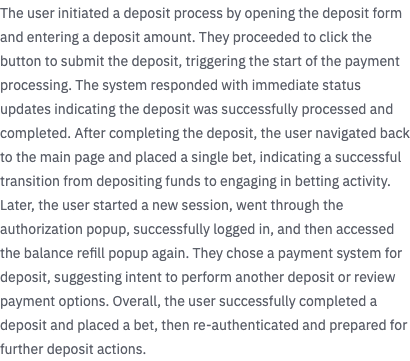 The user initiated a deposit process by opening the deposit form
and entering a deposit amount. They proceeded to click the
button to submit the deposit, triggering the start of the payment
processing. The system responded with immediate status
updates indicating the deposit was successfully processed and
completed. After completing the deposit, the user navigated back
to the main page and placed a single bet, indicating a successful
transition from depositing funds to engaging in betting activity.
Later, the user started a new session, went through the
authorization popup, successfully logged in, and then accessed
the balance refill popup again. They chose a payment system for
deposit, suggesting intent to perform another deposit or review
payment options. Overall, the user successfully completed a
deposit and placed a bet, then re-authenticated and prepared for
further deposit actions.